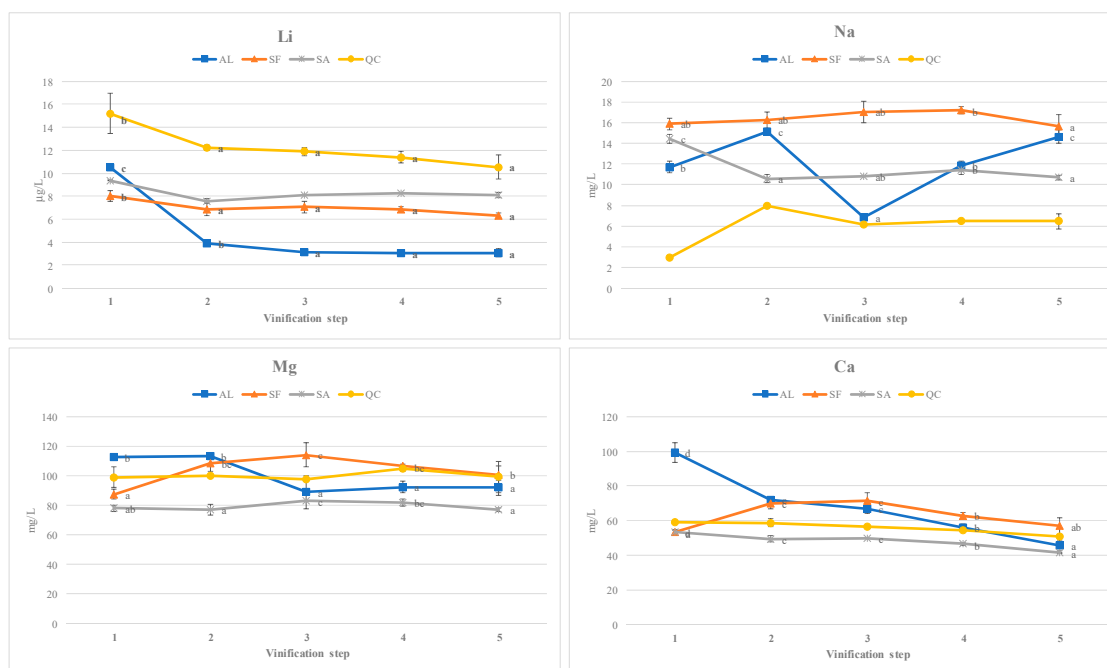 Li
AL SF SA QC
18
16
14
12
10
8
6
4
2
0
µg/L
b
c
b
a
a
b
a
a
a
a
a
a
a
a
a
1 2 3 4 5
Vinification step
Na
AL SF SA QC
20
18
16
14
12
10
8
6
4
2
0
mg/L
ab
c
b
ab
c
a
ab
ab
a
b
b
b
a
c
a
1 2 3 4 5
Vinification step
Mg
AL SF SA QC
140
120
100
80
60
40
20
0
mg/L
b
a
ab
b
bc
a
c
a
c
bc
a
bc
b
a
a
1 2 3 4 5
Vinification step
Ca
AL SF SA QC
120
100
80
60
40
20
0
mg/L
d
c
c
c
c
c
b
b
b
ab
a
a
1 2 3 4 5
Vinification step